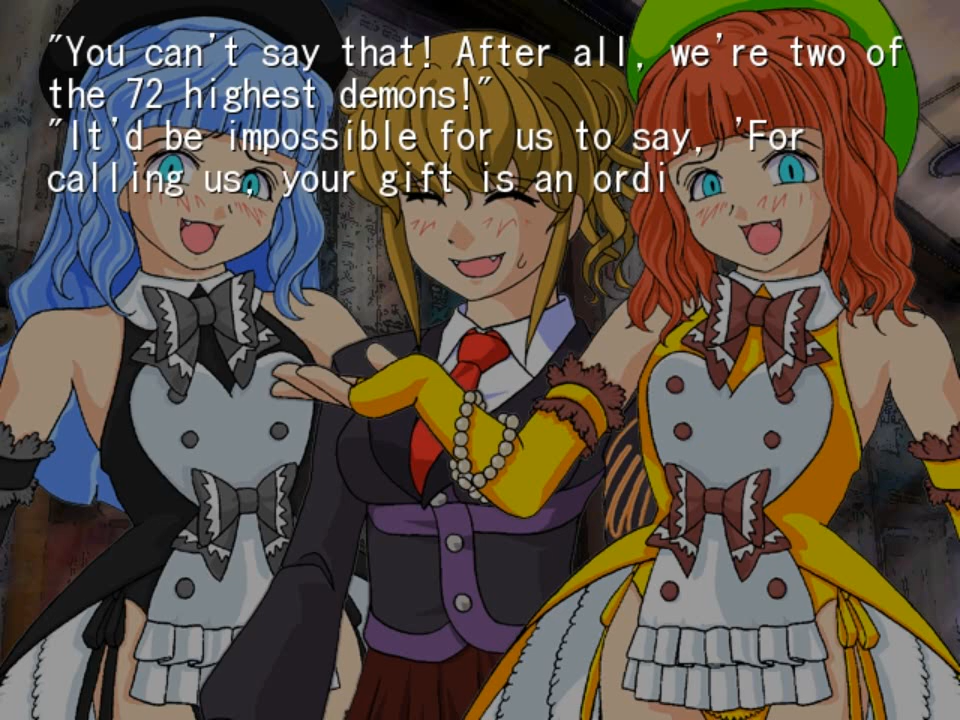 "You can't say that! After all, we're two of
the 72 highest demons!"
"It'd be impossible for us to say, 'For
calling us, your gift is an ordi